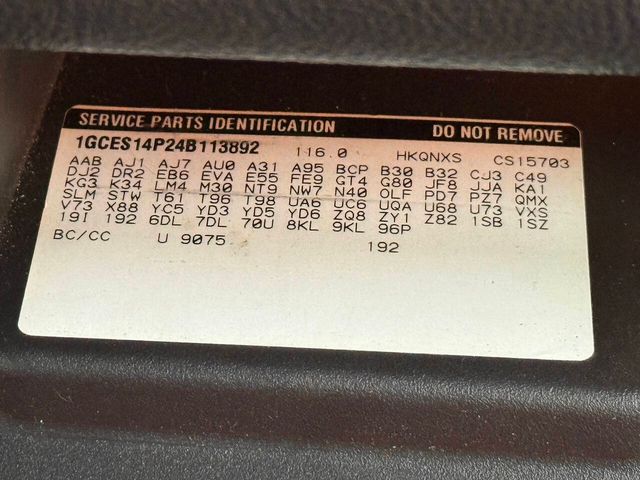 SERVICE PARTS IDENTIFICATION DO NOT REMOVE
1GCES14P24B113892 116.0 HKQNXS CS15703
AAB AJ1 AJ7 AU0 A31 A95 BCP B30 B32 CJ3 C49
DJ2 DR2 EB6 EVA E55 FE9 GT4 G80 JF8 JJA KA1
KG3 K34 LM4 M30 NT9 NW7 N40 OLF PD7 PZ7 QMX
SLM STW T61 T96 T98 UA6 UC6 UQA U68 U73 VXS
V73 X88 YC5 YD3 YD5 YD6 ZQ8 ZY1 Z82 1SB 1SZ
19I 192 6DL 7DL 70U 8KL 9KL 96P
BC/CC U 9075 192